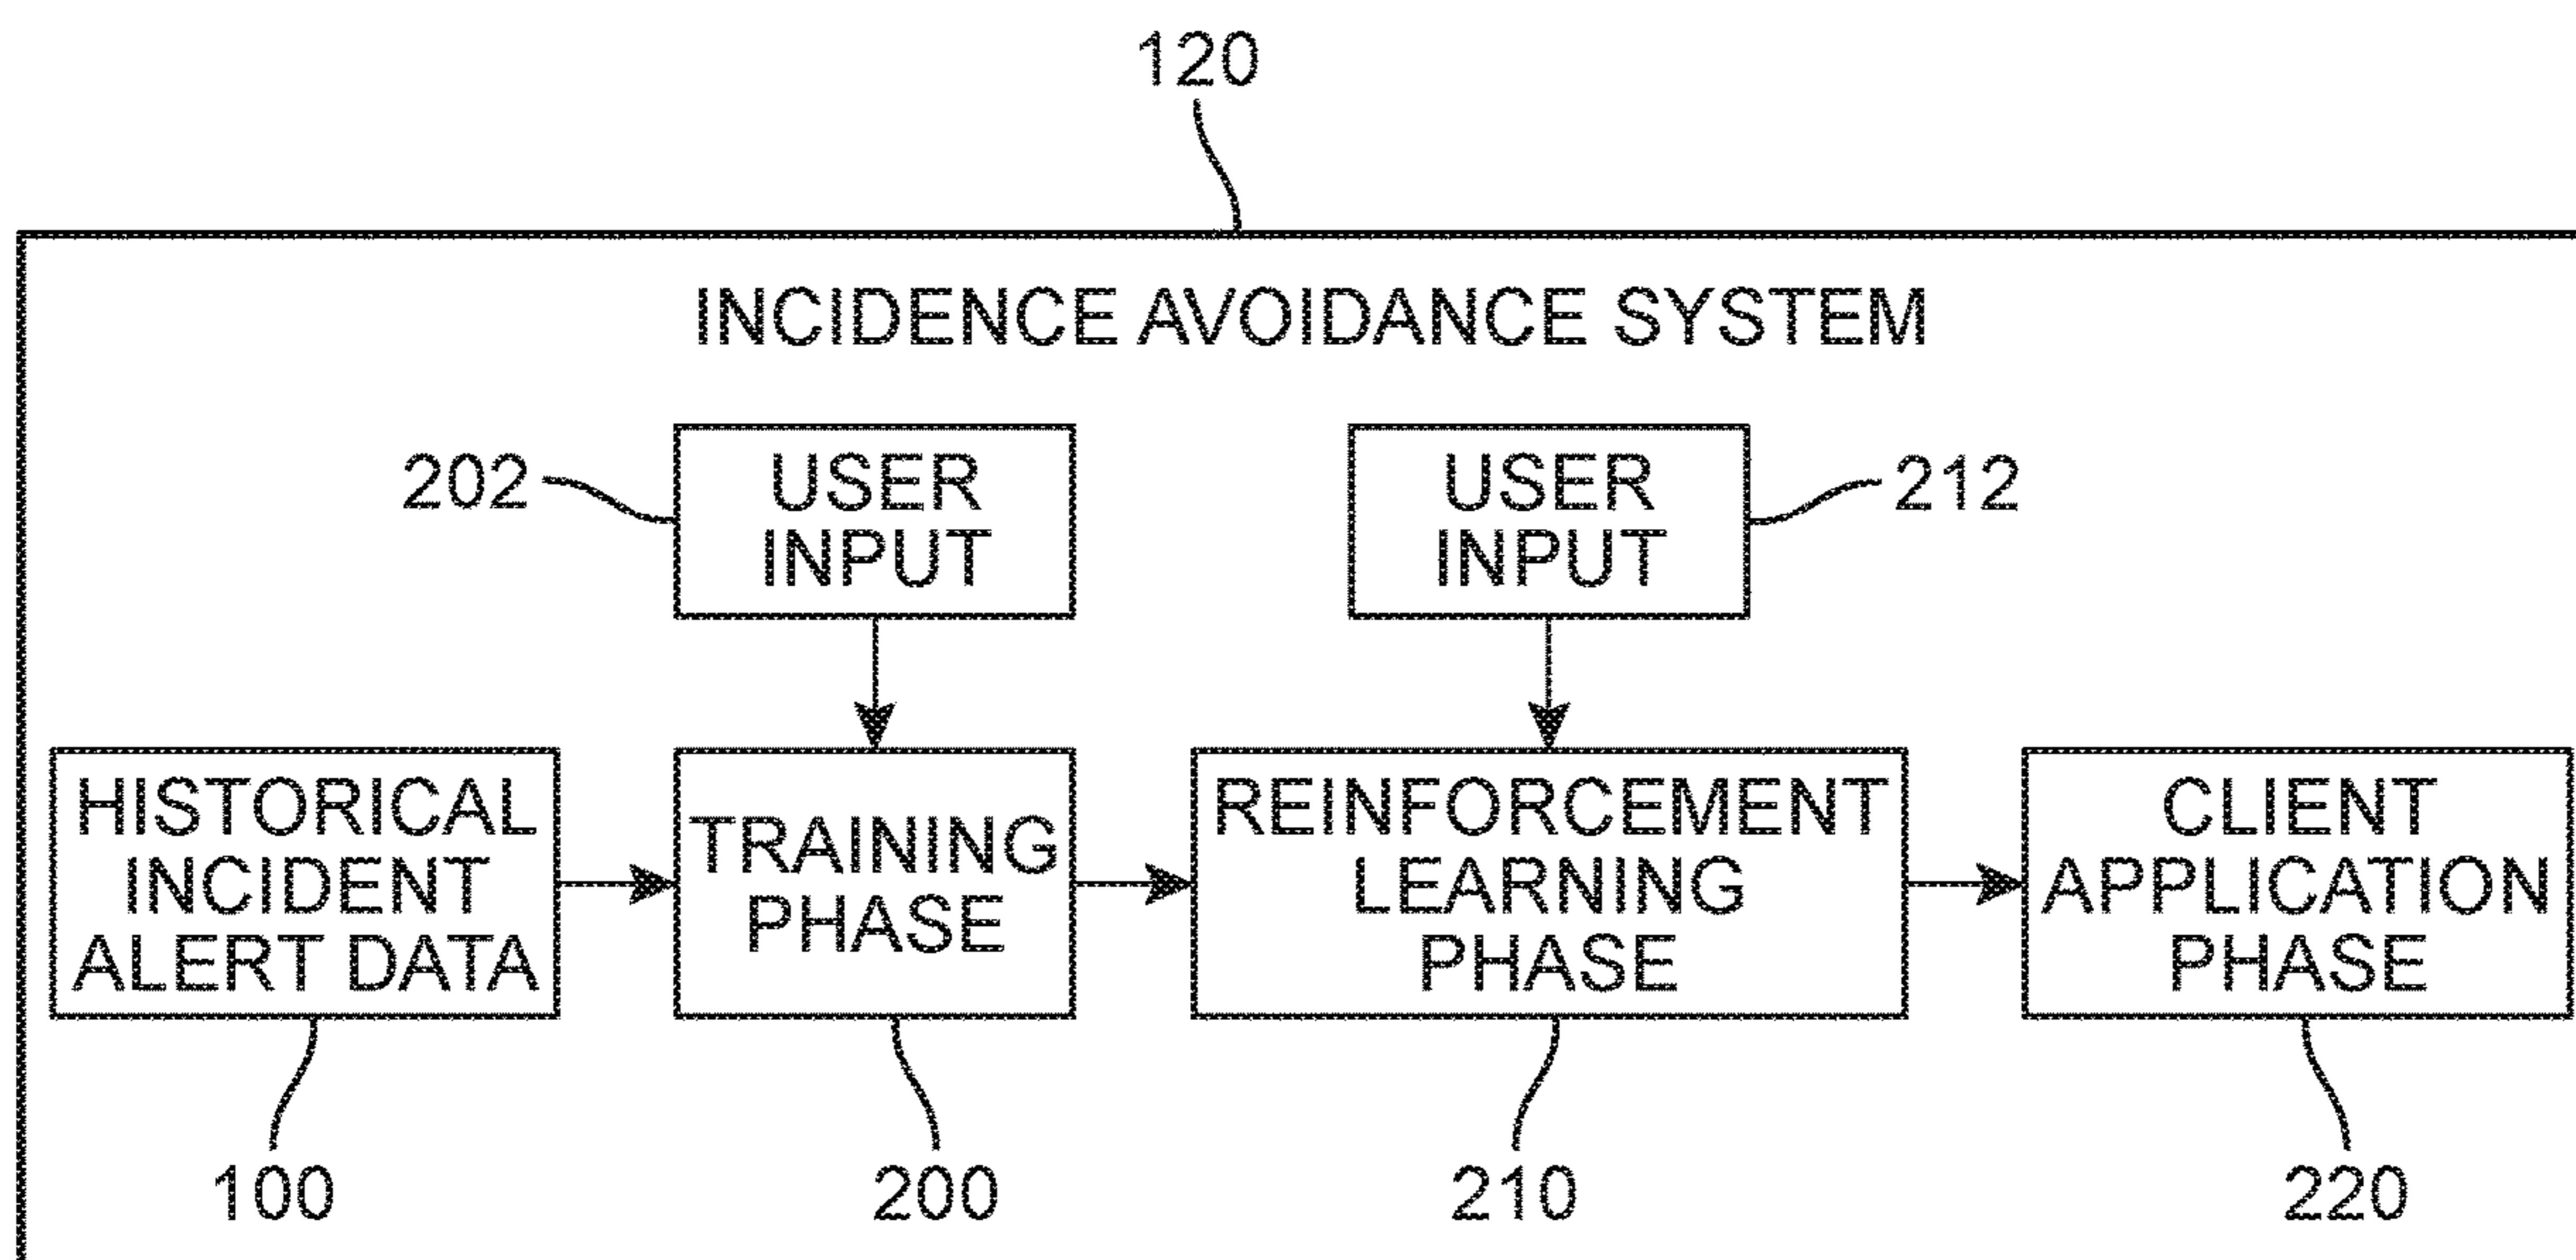 120
INCIDENCE AVOIDANCE SYSTEM
202
USER
INPUT
USER
INPUT
212
HISTORICAL
INCIDENT
ALERT DATA
TRAINING
PHASE
REINFORCEMENT
LEARNING
PHASE
CLIENT
APPLICATION
PHASE
100
200
210
220